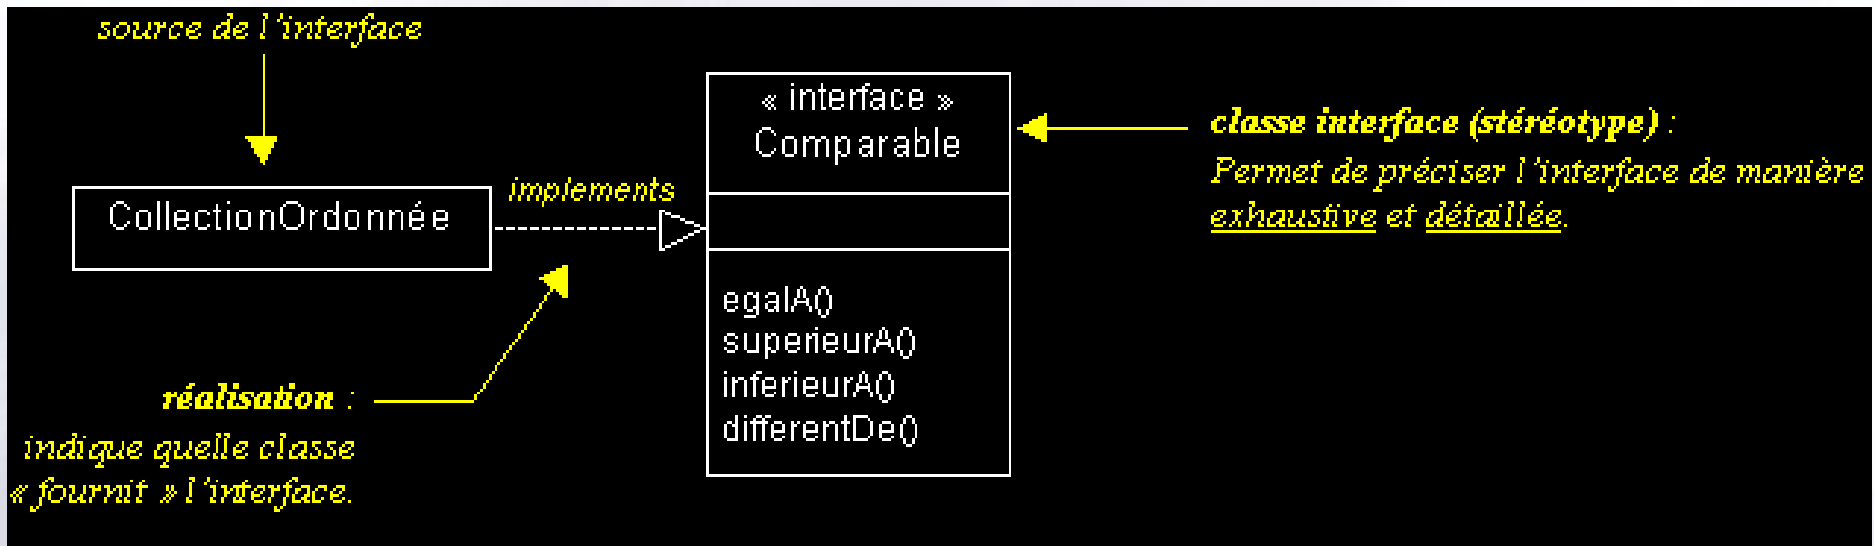 source de l'interface
« interface »
Comparable
CollectionOrdonnée
implements
egalA()
superieurA()
inferieurA()
differentDe()
classe interface (stéréotype) :
Permet de préciser l'interface de manière
exhaustive et détaillée.
réalisation :
indique quelle classe
« fournit » l'interface.